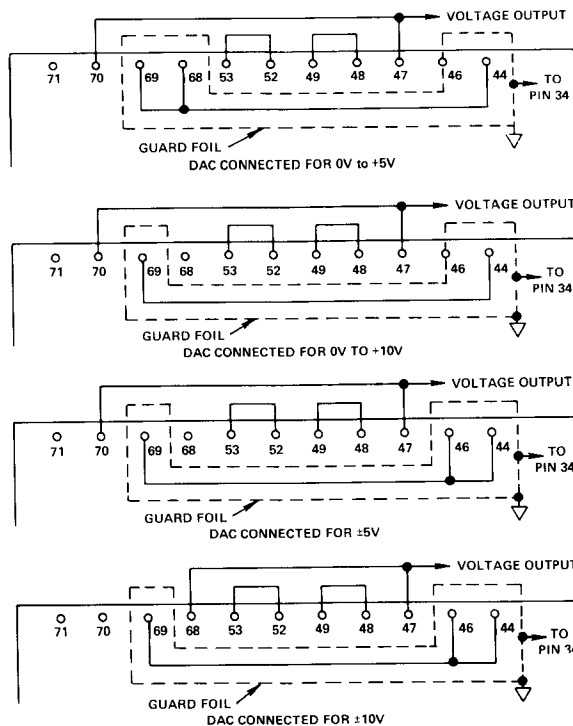 VOLTAGE OUTPUT
71 70 69 68 53 52 49 48 47 46 44
TO
PIN 34
GUARD FOIL
DAC CONNECTED FOR 0V to +5V
VOLTAGE OUTPUT
71 70 69 68 53 52 49 48 47 46 44
TO
PIN 34
GUARD FOIL
DAC CONNECTED FOR 0V TO +10V
VOLTAGE OUTPUT
71 70 69 68 53 52 49 48 47 46 44
TO
PIN 34
GUARD FOIL
DAC CONNECTED FOR ±5V
VOLTAGE OUTPUT
71 70 69 68 53 52 49 48 47 46 44
TO
PIN 34
GUARD FOIL
DAC CONNECTED FOR ±10V